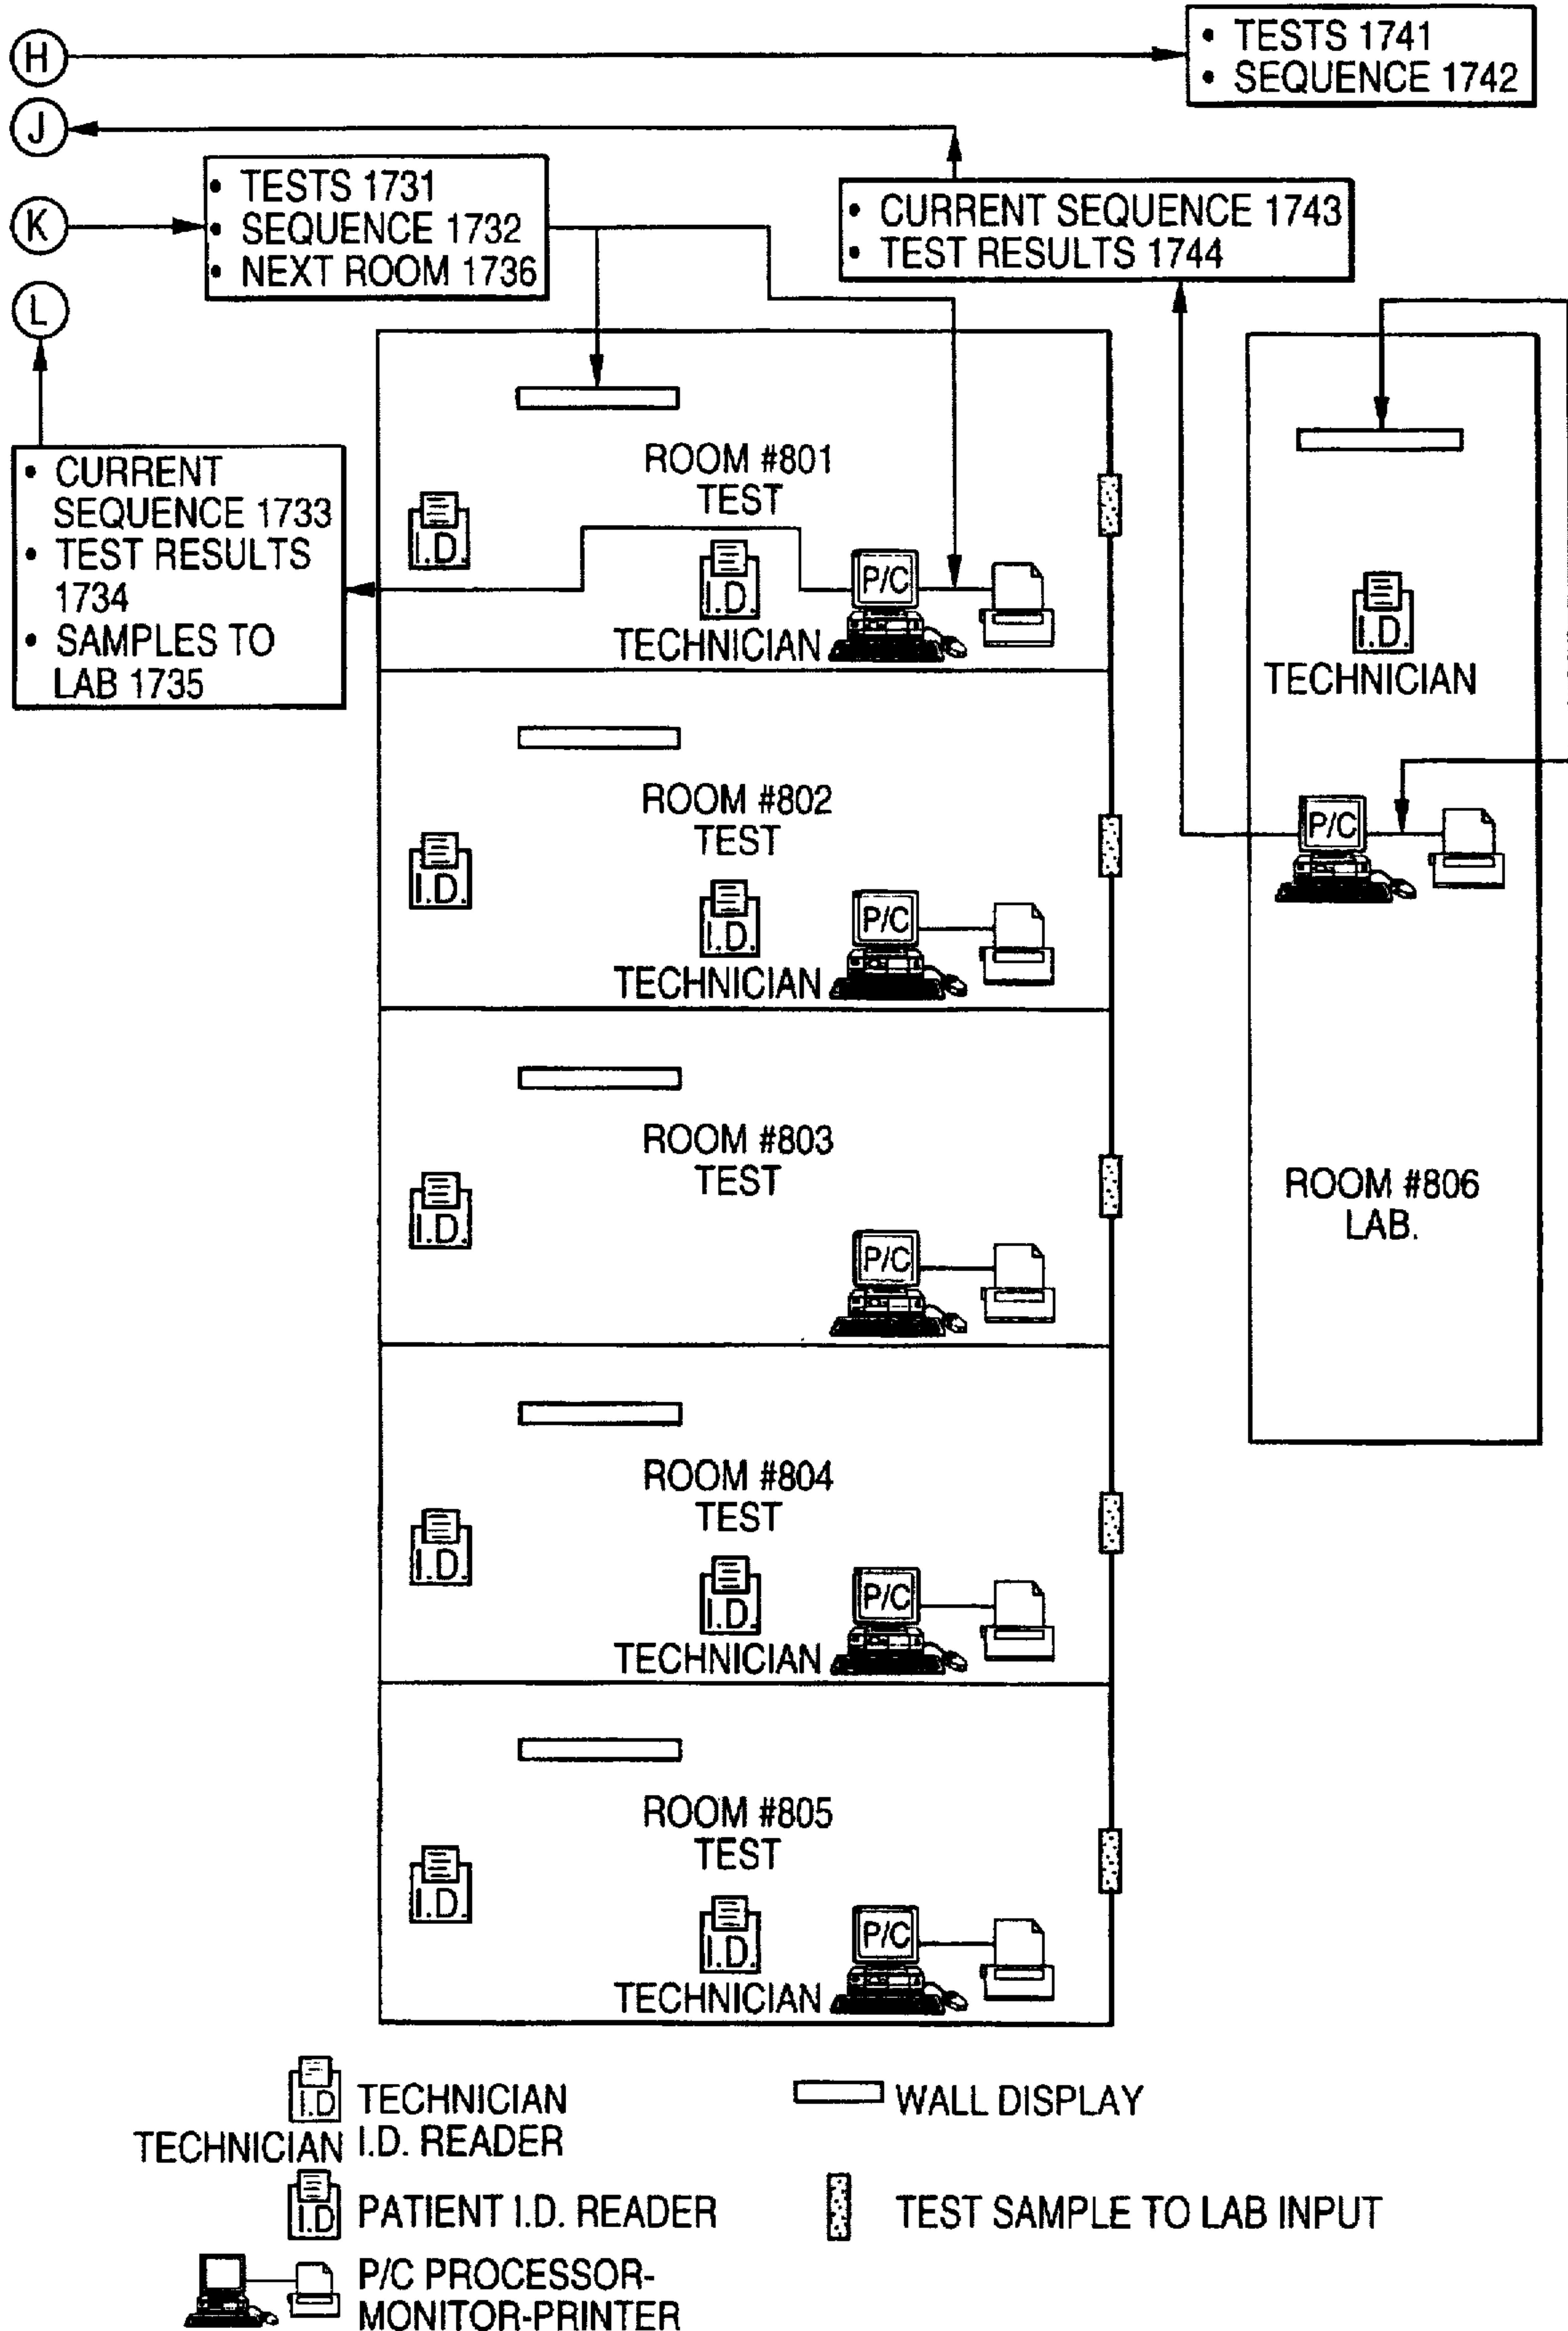 H
• TESTS 1741
• SEQUENCE 1742
J
K
• TESTS 1731
• SEQUENCE 1732
• NEXT ROOM 1736
• CURRENT SEQUENCE 1743
• TEST RESULTS 1744
L
• CURRENT
SEQUENCE 1733
• TEST RESULTS
1734
• SAMPLES TO
LAB 1735
ROOM #801
TEST
I.D.
I.D.
TECHNICIAN
P/C
ROOM #802
TEST
I.D.
I.D.
TECHNICIAN
P/C
ROOM #803
TEST
I.D.
P/C
ROOM #804
TEST
I.D.
I.D.
TECHNICIAN
P/C
ROOM #805
TEST
I.D.
I.D.
TECHNICIAN
P/C
I.D.
TECHNICIAN
P/C
ROOM #806
LAB.
I.D
TECHNICIAN
TECHNICIAN
I.D. READER
WALL DISPLAY
I.D
PATIENT I.D. READER
TEST SAMPLE TO LAB INPUT
P/C PROCESSOR-
MONITOR-PRINTER